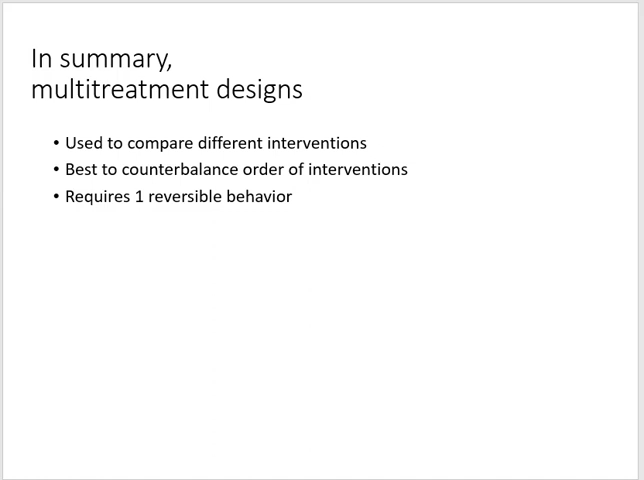 In summary,
multitreatment designs
• Used to compare different interventions
• Best to counterbalance order of interventions
• Requires 1 reversible behavior